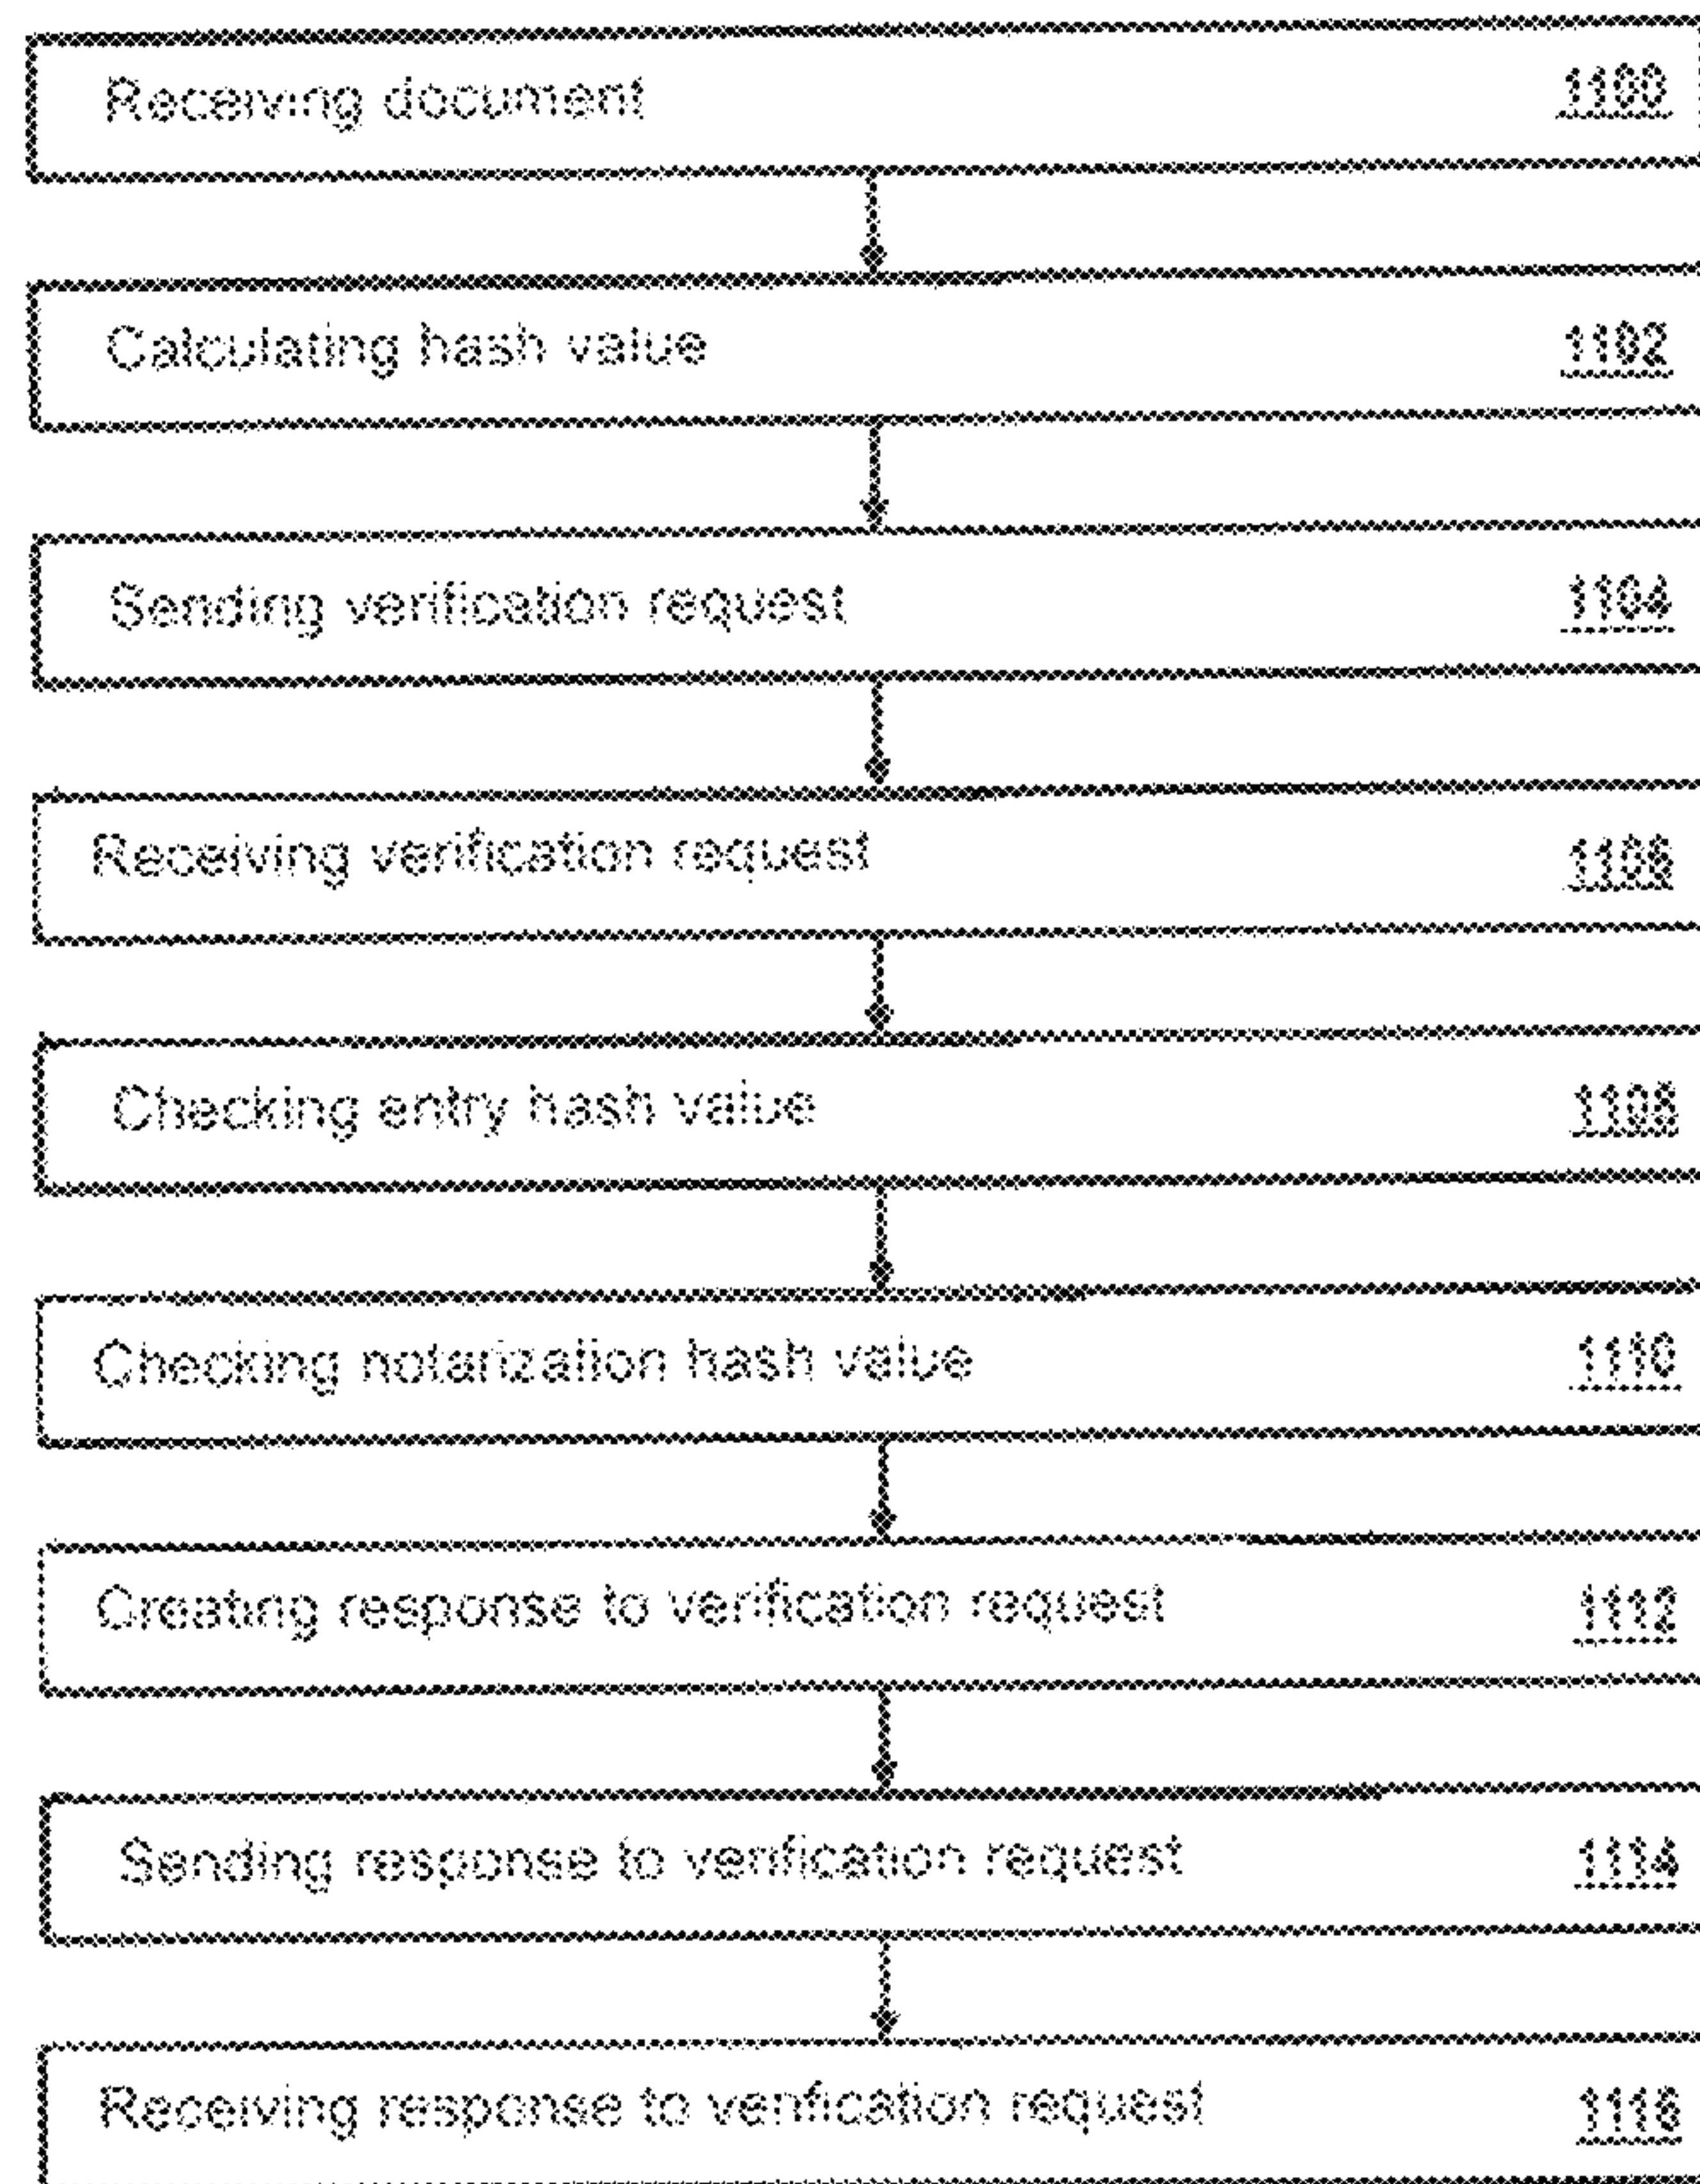 Receiving document 1100
Calculating hash value 1102
Sending verification request 1104
Receiving verification request 1106
Checking entry hash value 1108
Checking notarization hash value 1110
Creating response to verification request 1112
Sending response to verification request 1114
Receiving response to verification request 1116